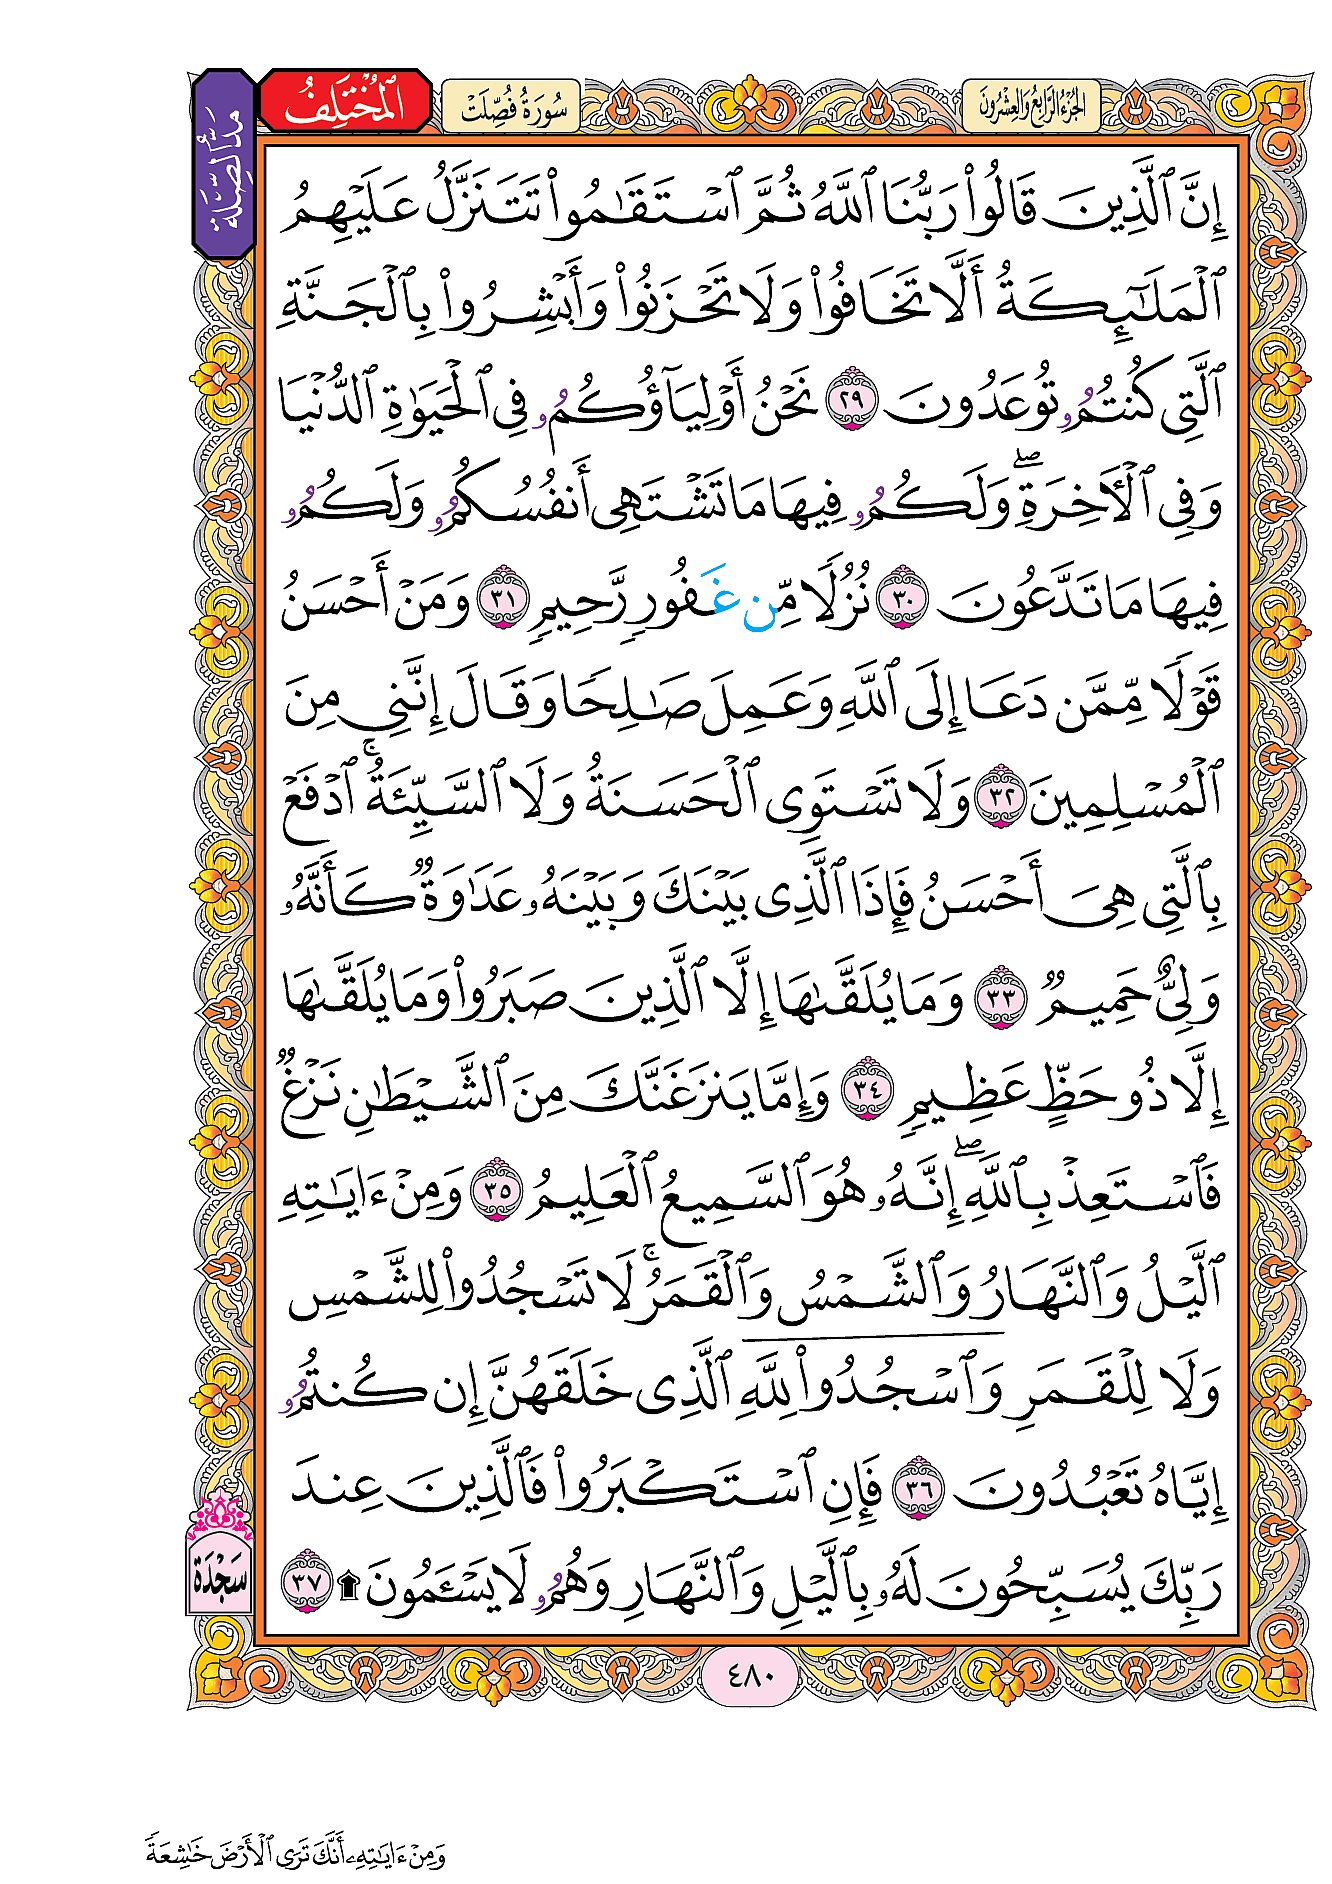 الجزء الرابع والعشرون
سورة فصلت
المختلف
مد الصلة
إِنَّ ٱلَّذِينَ قَالُواْ رَبُّنَا ٱللَّهُ ثُمَّ ٱسْتَقَٰمُواْ تَتَنَزَّلُ عَلَيْهِمُ
ٱلْمَلَٰٓئِكَةُ أَلَّا تَخَافُواْ وَلَا تَحْزَنُواْ وَأَبْشِرُواْ بِالْجَنَّةِ
ٱلَّتِى كُنتُمُۥ تُوعَدُونَ ٢٩ نَحْنُ أَوْلِيَآؤُكُمُۥ فِى ٱلْحَيَوٰةِ ٱلدُّنْيَا
وَفِى ٱلْأَخِرَةِۖ وَلَكُمُۥ فِيهَا مَا تَشْتَهِى أَنفُسُكُمُۥ وَلَكُمُۥ
فِيهَا مَا تَدَّعُونَ ٣٠ نُزُلًا مِّن غَفُورٍ رَّحِيمٍ ٣١ وَمَنْ أَحْسَنُ
قَوْلًا مِّمَّن دَعَا إِلَى ٱللَّهِ وَعَمِلَ صَٰلِحًا وَقَالَ إِنَّنِى مِنَ
ٱلْمُسْلِمِينَ ٣٢ وَلَا تَسْتَوِى ٱلْحَسَنَةُ وَلَا ٱلسَّيِّئَةُۚ ٱدْفَعْ
بِٱلَّتِى هِىَ أَحْسَنُ فَإِذَا ٱلَّذِى بَيْنَكَ وَبَيْنَهُۥ عَدَٰوَةٌ كَأَنَّهُۥ
وَلِىٌّ حَمِيمٌ ٣٣ وَمَا يُلَقَّىٰهَا إِلَّا ٱلَّذِينَ صَبَرُواْ وَمَا يُلَقَّىٰهَا
إِلَّا ذُو حَظٍّ عَظِيمٍ ٣٤ وَإِمَّا يَنزَغَنَّكَ مِنَ ٱلشَّيْطَٰنِ نَزْغٌ
فَٱسْتَعِذْ بِٱللَّهِۖ إِنَّهُۥ هُوَ ٱلسَّمِيعُ ٱلْعَلِيمُ ٣٥ وَمِنْ ءَايَٰتِهِ
ٱلَّيْلُ وَٱلنَّهَارُ وَٱلشَّمْسُ وَٱلْقَمَرُۚ لَا تَسْجُدُواْ لِلشَّمْسِ
وَلَا لِلْقَمَرِ وَٱسْجُدُواْ لِلَّهِ ٱلَّذِى خَلَقَهُنَّ إِن كُنتُمُۥ
إِيَّاهُ تَعْبُدُونَ ٣٦ فَإِنِ ٱسْتَكْبَرُواْ فَٱلَّذِينَ عِندَ
رَبِّكَ يُسَبِّحُونَ لَهُۥ بِٱلَّيْلِ وَٱلنَّهَارِ وَهُمُۥ لَا يَسْـَٔمُونَ ۩ ٣٧
سَجْدَة
٤٨٠
وَمِنْ ءَايَٰتِهِۦ أَنَّكَ تَرَى ٱلْأَرْضَ خَٰشِعَةً